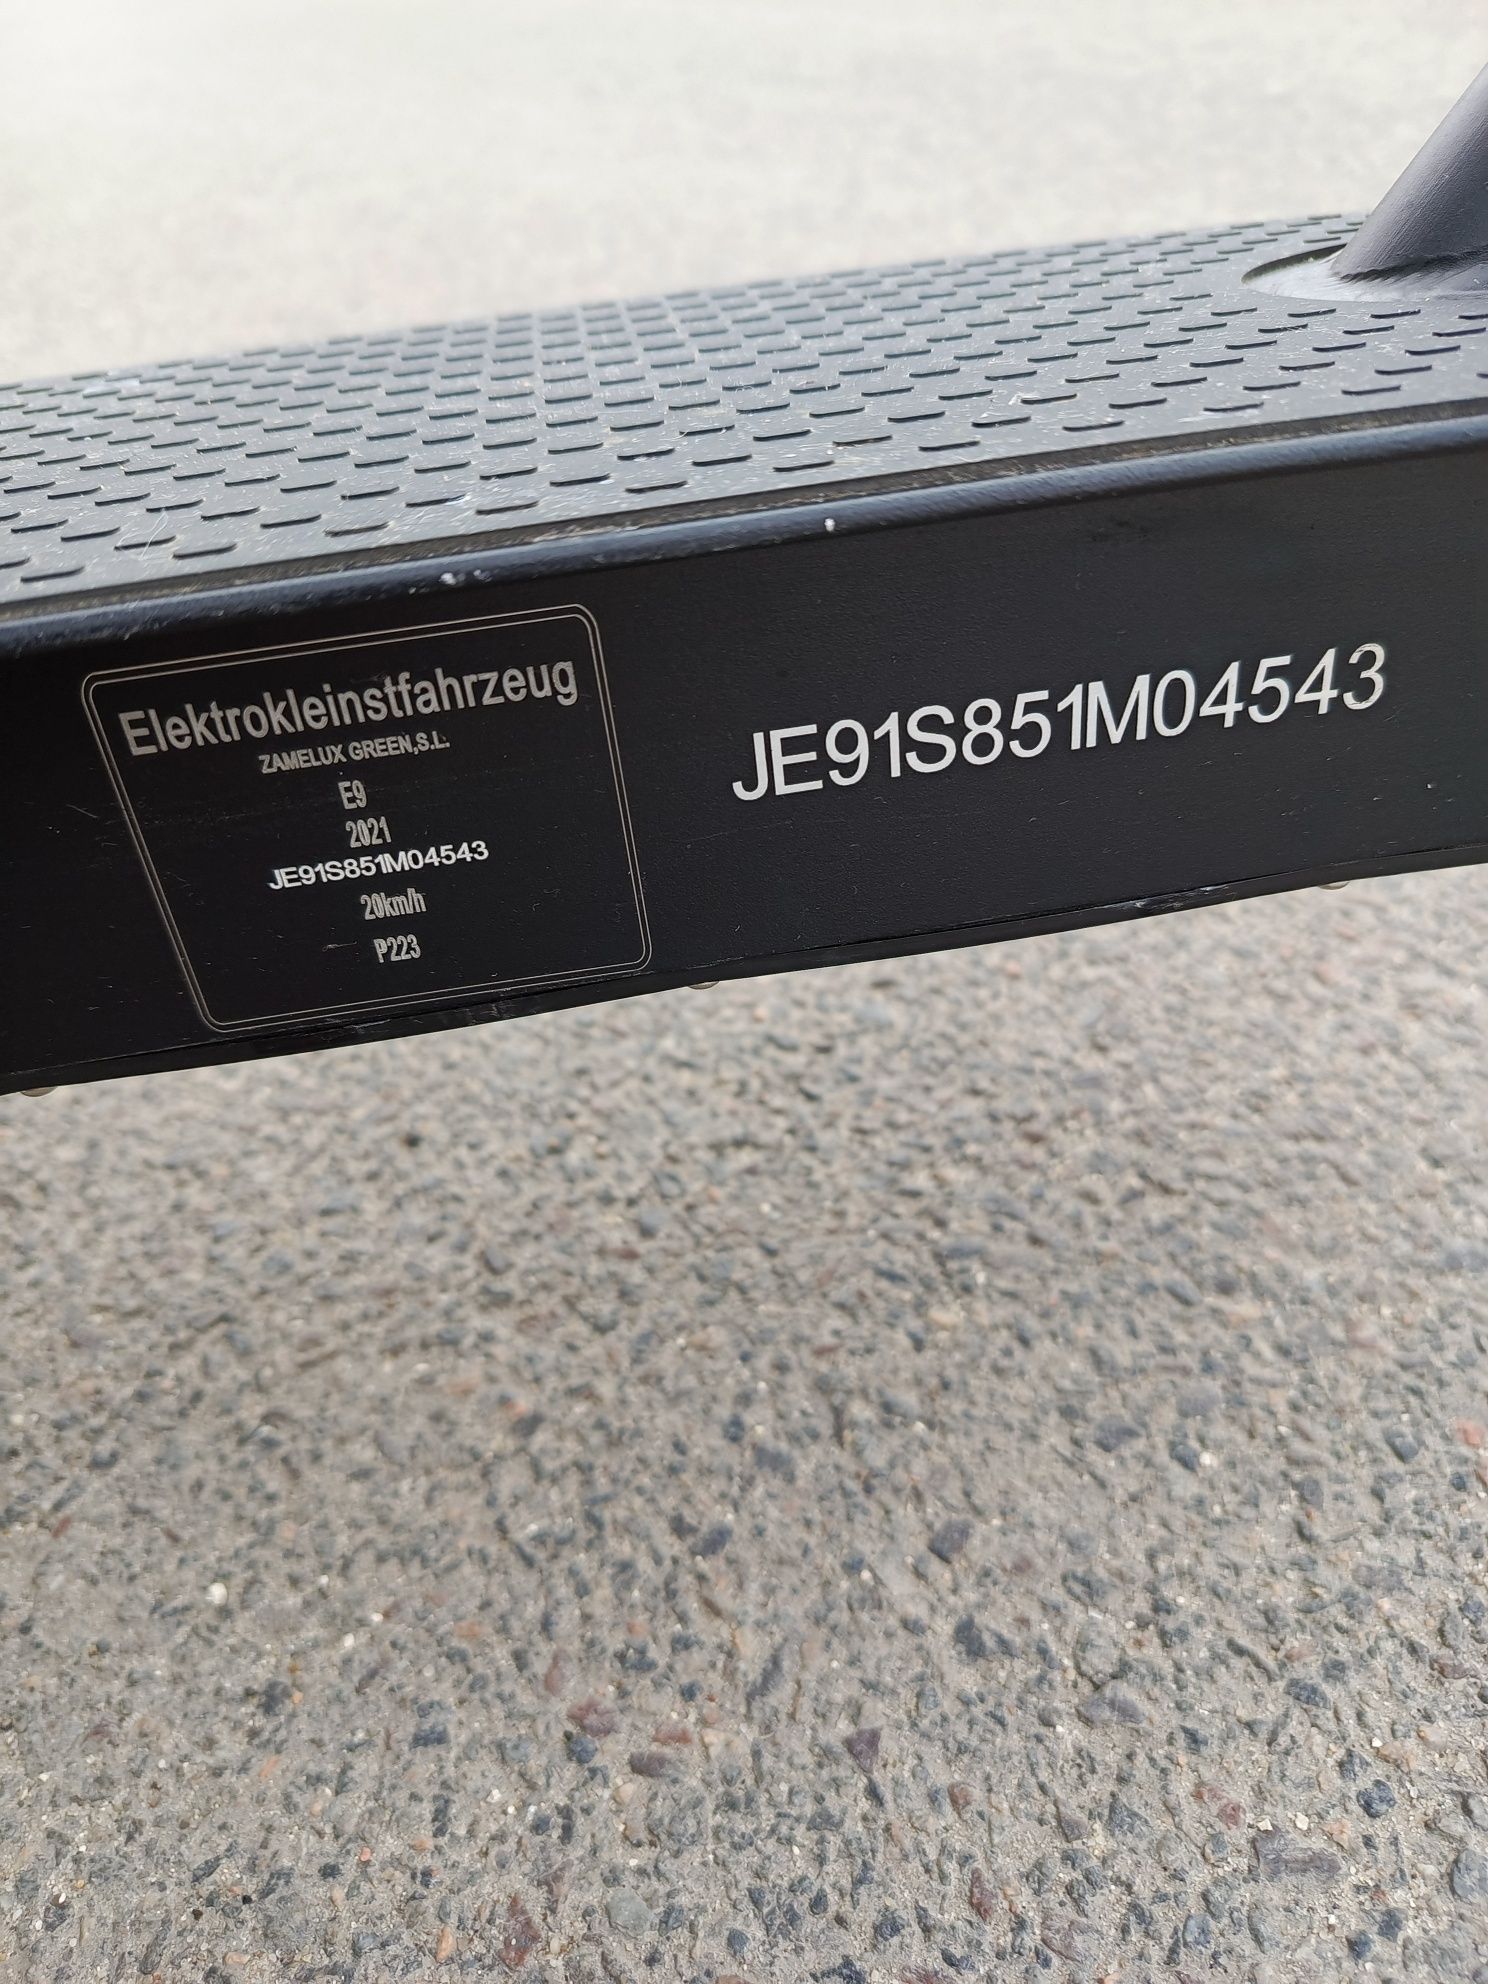 Elektrokleinstfahrzeug
ZAMELUX GREEN,S.L.
E9
2021
JE91S851M04543
20km/h
P223
JE91S851M04543